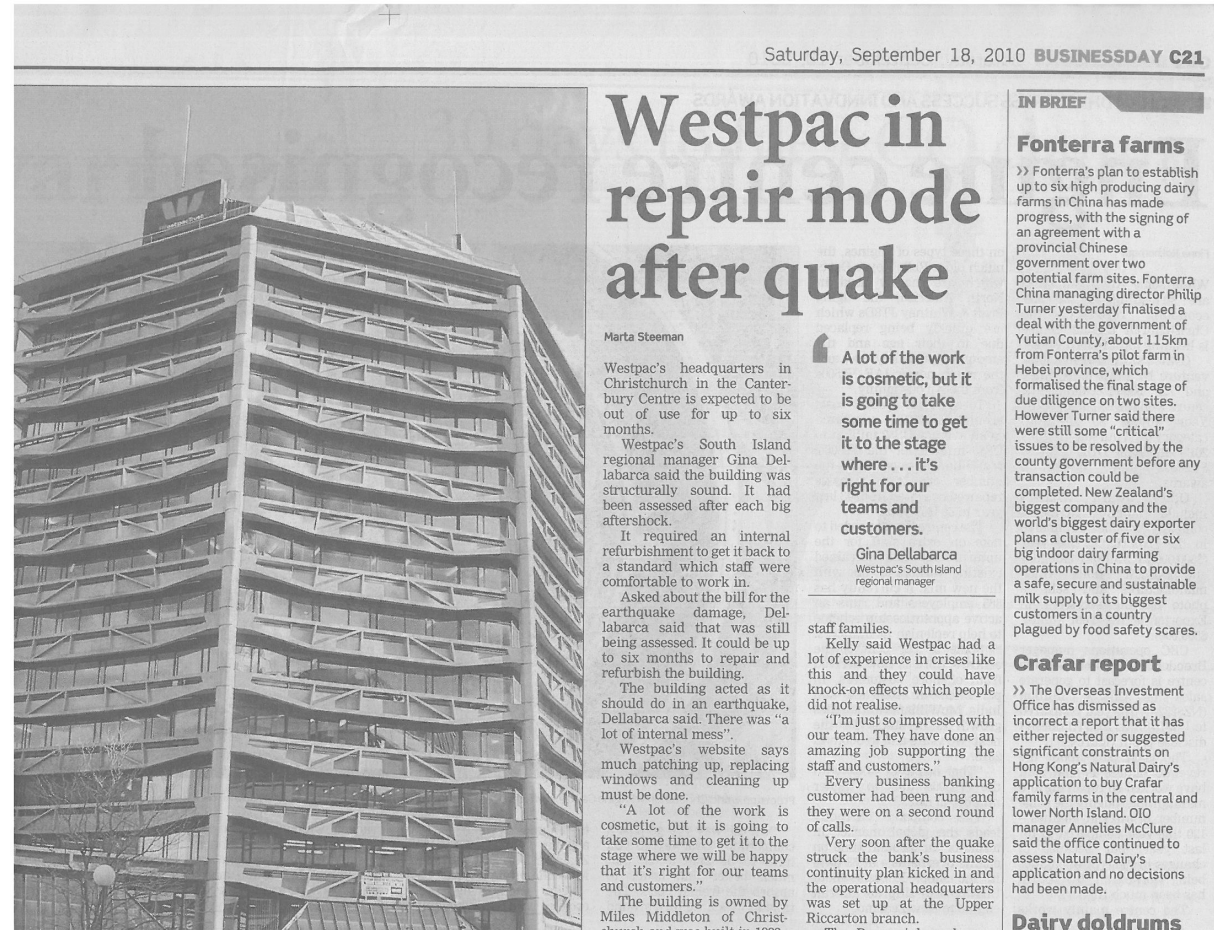 Saturday, September 18, 2010 BUSINESSDAY C21
Westpac in
repair mode
after quake
Marta Steeman
Westpac's headquarters in
Christchurch in the Canter-
bury Centre is expected to be
out of use for up to six
months.
Westpac's South Island
regional manager Gina Del-
labarca said the building was
structurally sound. It had
been assessed after each big
aftershock.
It required an internal
refurbishment to get it back to
a standard which staff were
comfortable to work in.
Asked about the bill for the
earthquake damage, Del-
labarca said that was still
being assessed. It could be up
to six months to repair and
refurbish the building.
The building acted as it
should do in an earthquake,
Dellabarca said. There was “a
lot of internal mess”.
Westpac's website says
much patching up, replacing
windows and cleaning up
must be done.
“A lot of the work is
cosmetic, but it is going to
take some time to get it to the
stage where we will be happy
that it's right for our teams
and customers.”
The building is owned by
Miles Middleton of Christ-
church and was built in
‘ A lot of the work
is cosmetic, but it
is going to take
some time to get
it to the stage
where . . . it's
right for our
teams and
customers.
Gina Dellabarca
Westpac's South Island
regional manager
staff families.
Kelly said Westpac had a
lot of experience in crises like
this and they could have
knock-on effects which people
did not realise.
“I'm just so impressed with
our team. They have done an
amazing job supporting the
staff and customers.”
Every business banking
customer had been rung and
they were on a second round
of calls.
Very soon after the quake
struck the bank's business
continuity plan kicked in and
the operational headquarters
was set up at the Upper
Riccarton branch.
IN BRIEF
Fonterra farms
›› Fonterra's plan to establish
up to six high producing dairy
farms in China has made
progress, with the signing of
an agreement with a
provincial Chinese
government over two
potential farm sites. Fonterra
China managing director Philip
Turner yesterday finalised a
deal with the government of
Yutian County, about 115km
from Fonterra's pilot farm in
Hebei province, which
formalised the final stage of
due diligence on two sites.
However Turner said there
were still some “critical”
issues to be resolved by the
county government before any
transaction could be
completed. New Zealand's
biggest company and the
world's biggest dairy exporter
plans a cluster of five or six
big indoor dairy farming
operations in China to provide
a safe, secure and sustainable
milk supply to its biggest
customers in a country
plagued by food safety scares.
Crafar report
›› The Overseas Investment
Office has dismissed as
incorrect a report that it has
either rejected or suggested
significant constraints on
Hong Kong's Natural Dairy's
application to buy Crafar
family farms in the central and
lower North Island. OIO
manager Annelies McClure
said the office continued to
assess Natural Dairy's
application and no decisions
had been made.
Dairy doldrums